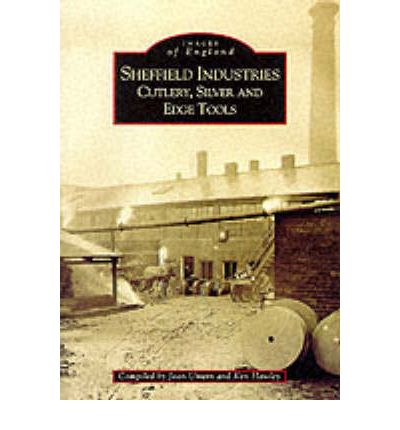 IMAGES
of England
SHEFFIELD INDUSTRIES
CUTLERY, SILVER AND
EDGE TOOLS
Compiled by Joan Unwin and Ken Hawley